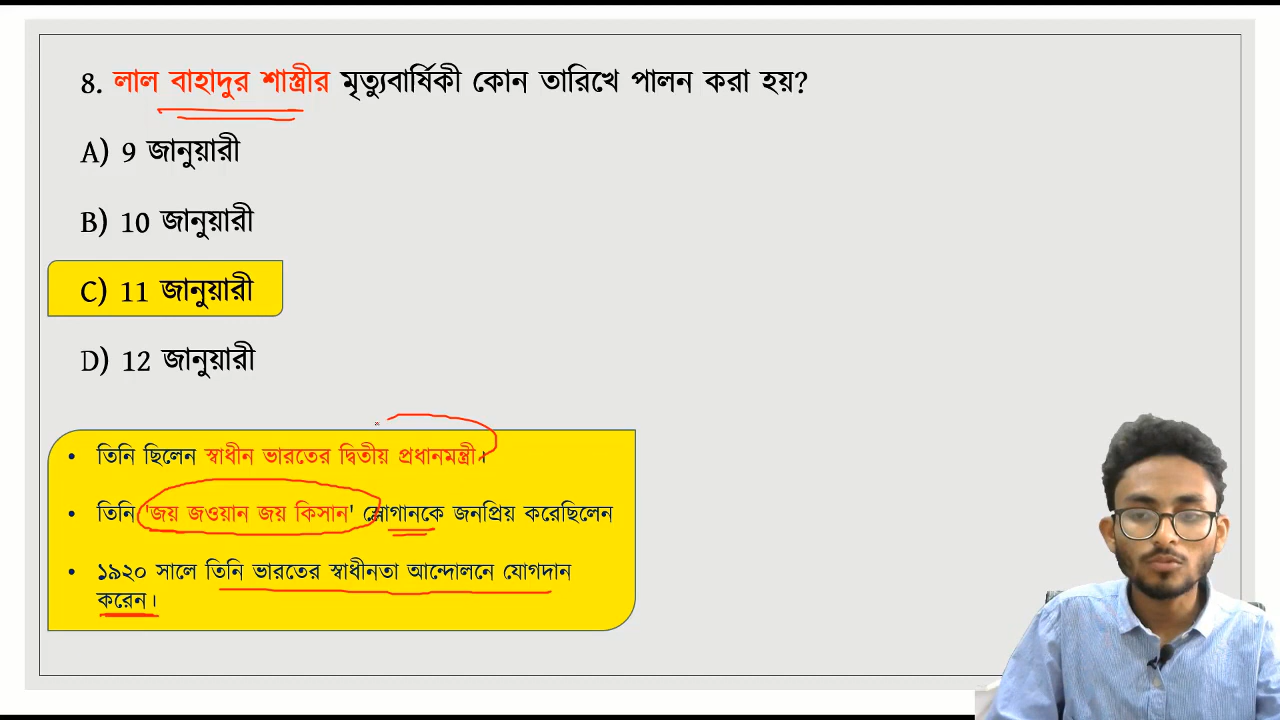 8. লাল বাহাদুর শাস্ত্রীর মৃত্যুবার্ষিকী কোন তারিখে পালন করা হয়?
A) 9 জানুয়ারী
B) 10 জানুয়ারী
C) 11 জানুয়ারী
D) 12 জানুয়ারী
• তিনি ছিলেন স্বাধীন ভারতের দ্বিতীয় প্রধানমন্ত্রী।
• তিনি 'জয় জওয়ান জয় কিসান' স্লোগানকে জনপ্রিয় করেছিলেন
• ১৯২০ সালে তিনি ভারতের স্বাধীনতা আন্দোলনে যোগদান
করেন।